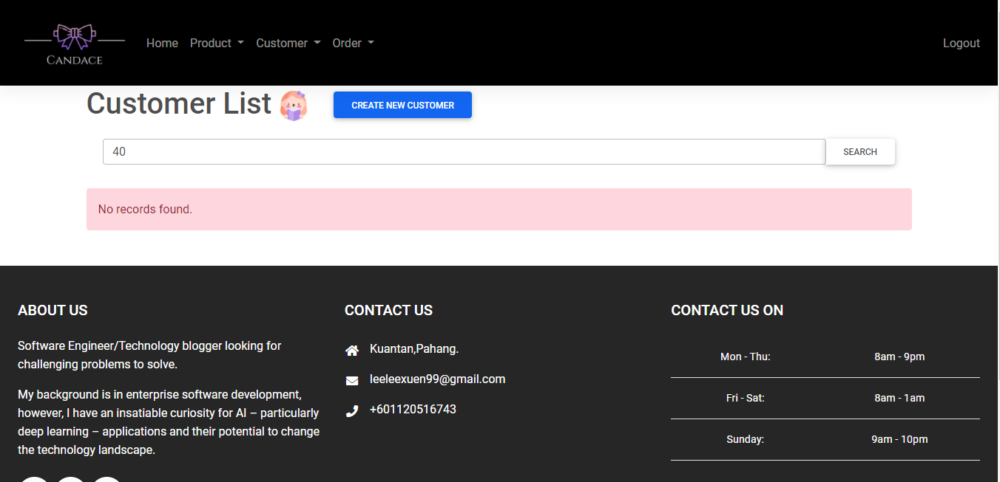 CANDACE
Home Product Customer Order Logout
Customer List CREATE NEW CUSTOMER
40 SEARCH
No records found.
ABOUT US
Software Engineer/Technology blogger looking for
challenging problems to solve.
My background is in enterprise software development,
however, I have an insatiable curiosity for AI – particularly
deep learning – applications and their potential to change
the technology landscape.
CONTACT US
Kuantan,Pahang.
leeleexuen99@gmail.com
+601120516743
CONTACT US ON
Mon - Thu: 8am - 9pm
Fri - Sat: 8am - 1am
Sunday: 9am - 10pm